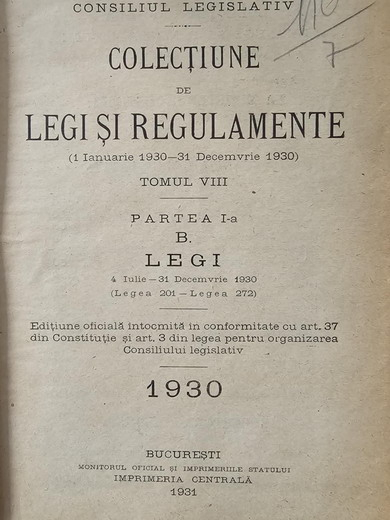 CONSILIUL LEGISLATIV
COLECȚIUNE
DE
LEGI ȘI REGULAMENTE
(1 Ianuarie 1930—31 Decemvrie 1930)
TOMUL VIII
PARTEA I-a
B.
LEGI
4 Iulie—31 Decemvrie 1930
(Legea 201—Legea 272)
Edițiune oficială întocmită în conformitate cu art. 37
din Constituție și art. 3 din legea pentru organizarea
Consiliului legislativ
1930
BUCUREȘTI
MONITORUL OFICIAL ȘI IMPRIMERIILE STATULUI
IMPRIMERIA CENTRALĂ
1931